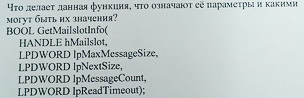 Что делает данная функция, что означают её параметры и какими
могут быть их значения?
BOOL GetMailslotInfo(
HANDLE hMailslot,
LPDWORD lpMaxMessageSize,
LPDWORD lpNextSize,
LPDWORD lpMessageCount,
LPDWORD lpReadTimeout);